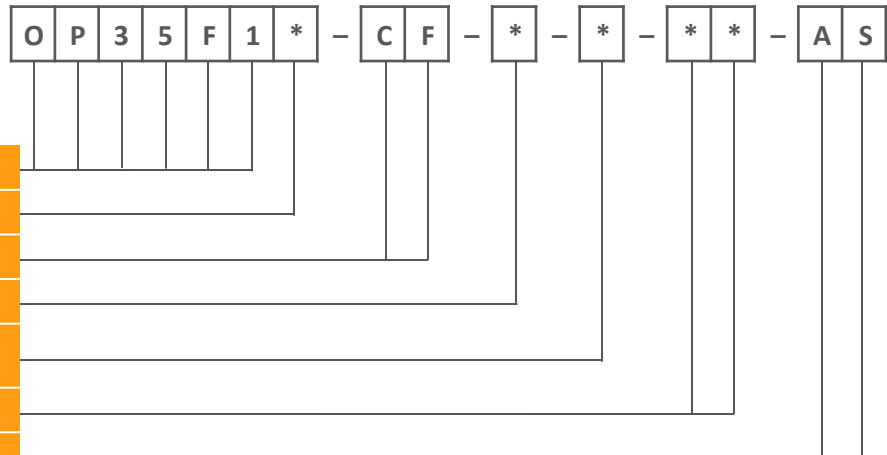 O P 3 5 F 1 * – C F – * – * – * * – A S